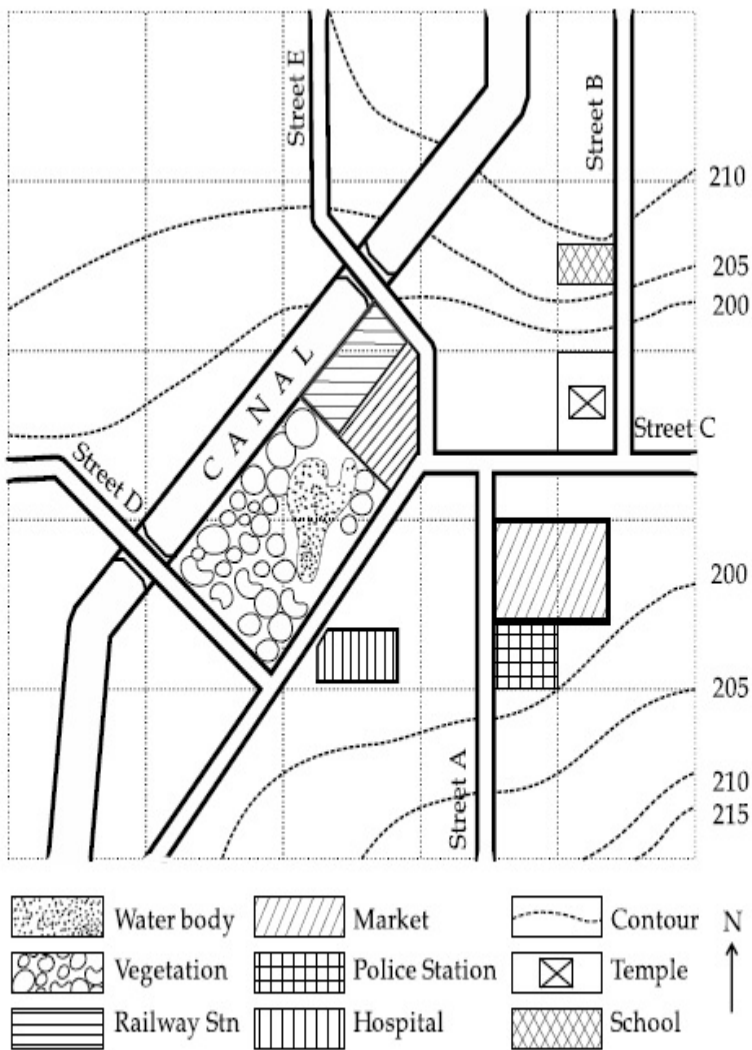 Street E
Street B
210
205
200
CANAL
Street C
Street D
200
205
Street A
210
215
Water body
Market
Contour
N
Vegetation
Police Station
Temple
Railway Stn
Hospital
School